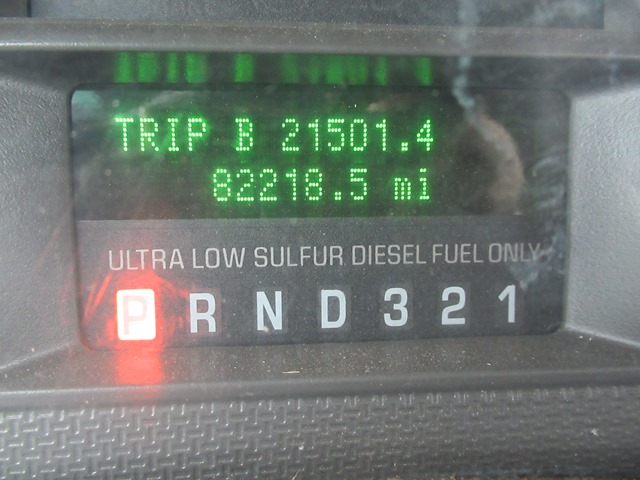 TRIP B 21501.4
82218.5 mi
ULTRA LOW SULFUR DIESEL FUEL ONLY
P R N D 3 2 1